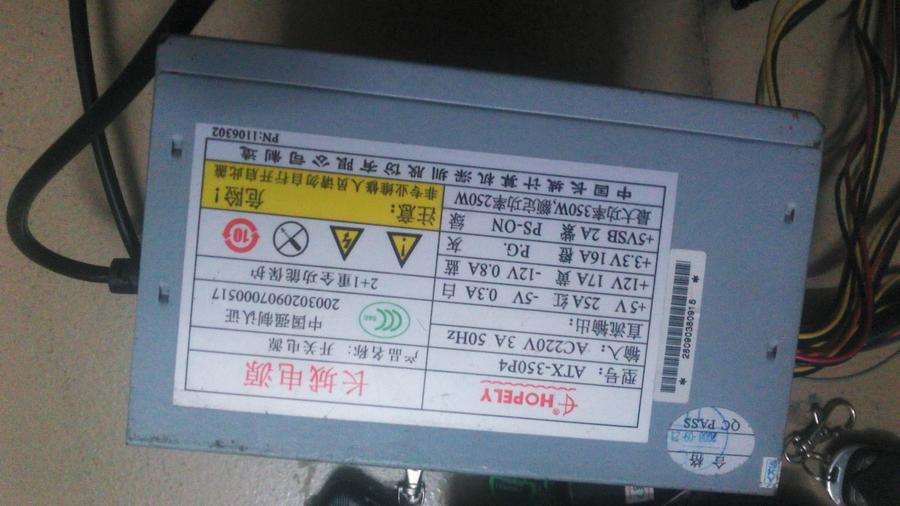 HOPELY®
长城电源
型号： ATX-350P4
产品名称： 开关电源
输入： AC220V 3A 50Hz
中国强制认证
2003020907000517
直流输出：
+5V 25A 红 -5V 0.3A 白
+12V 17A 黄 -12V 0.8A 蓝
+3.3V 16A 橙 P.G. 灰
+5VSB 2A 紫 PS-ON 绿
最大功率350W,额定功率250W
2+1重全功能保护
10
注意： 危险！
非专业维修人员请勿自行开启此盖
中国长城计算机深圳股份有限公司制造
PN:1106302
* 28090380915 *
合格
QC PASS